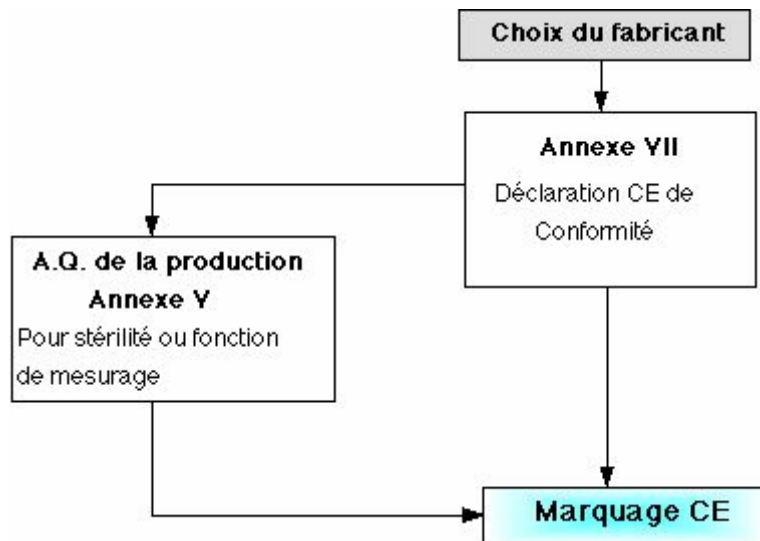 Choix du fabricant
Annexe VII
Déclaration CE de
Conformité
A.Q. de la production
Annexe V
Pour stérilité ou fonction
de mesurage
Marquage CE